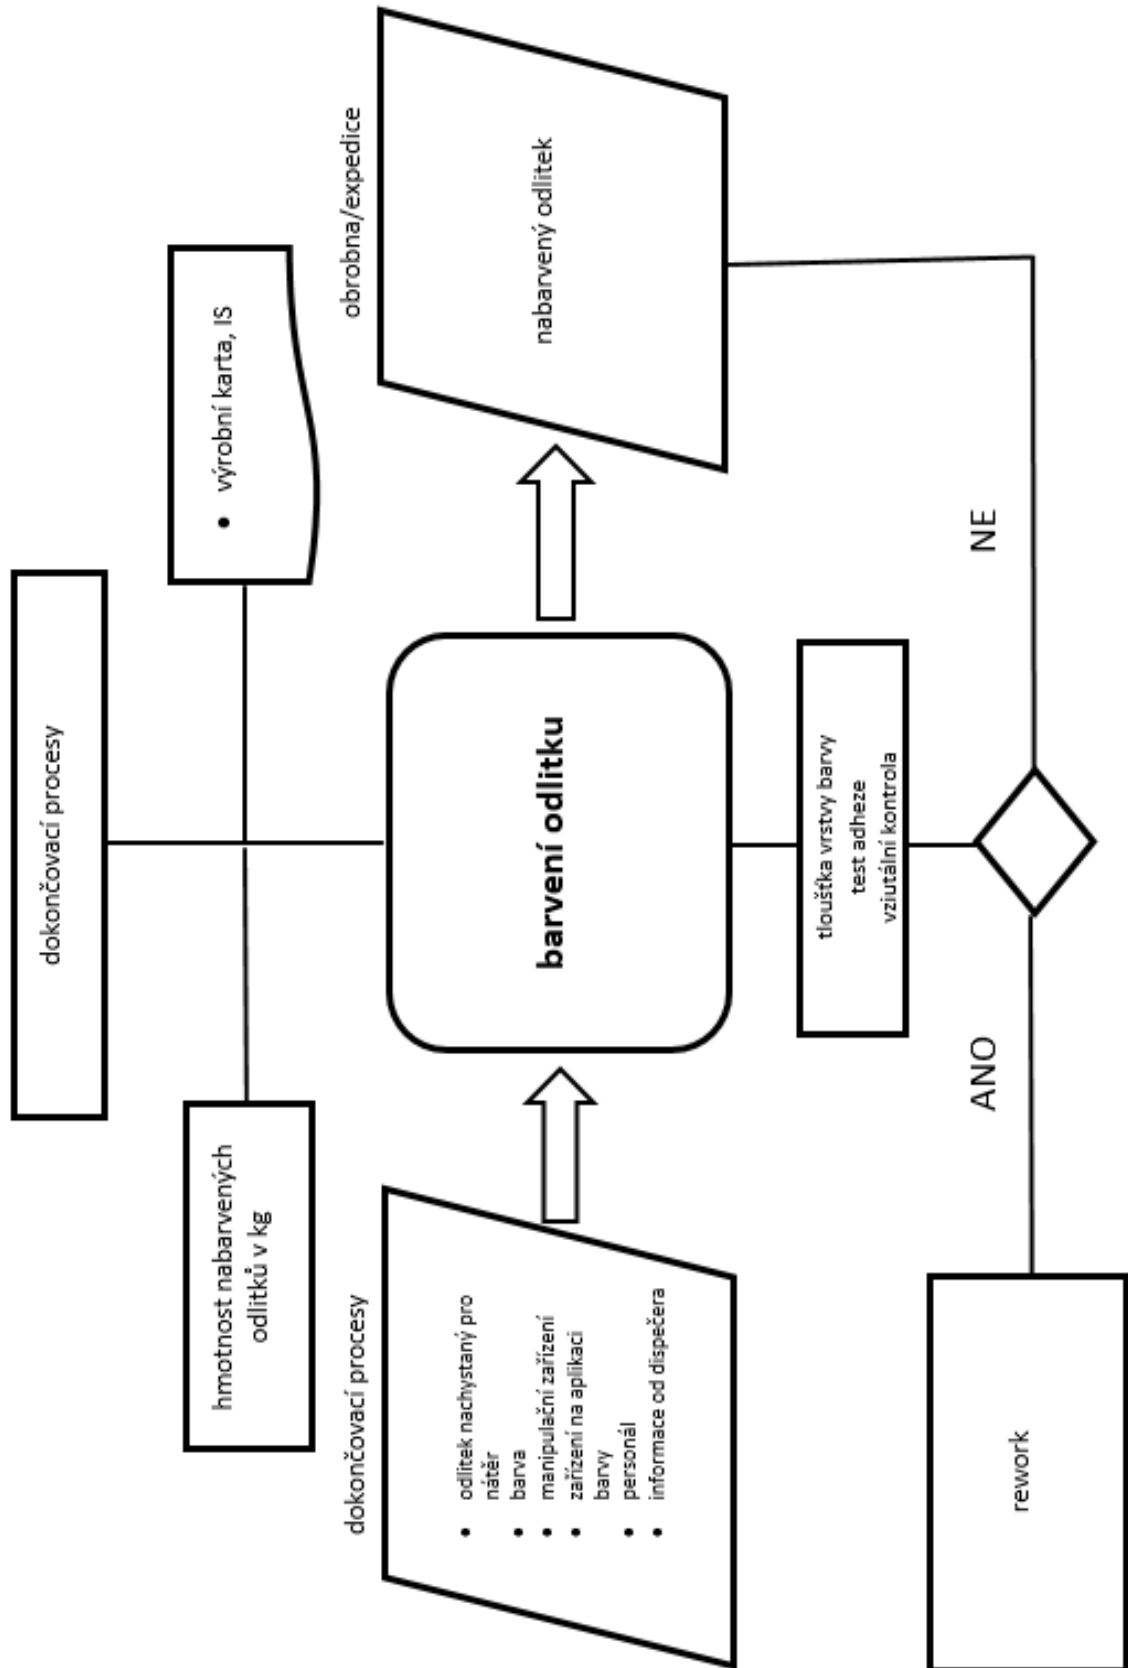 dokončovací procesy
hmotnost nabarvených
odlitků v kg
• výrobní karta, IS
dokončovací procesy
obrobna/expedice
• odlitek nachystaný pro
nátěr
• barva
• manipulační zařízení
• zařízení na aplikaci
barvy
• personál
• informace od dispečera
barvení odlitku
nabarvený odlitek
tloušťka vrstvy barvy
test adheze
vziutální kontrola
ANO
NE
rework